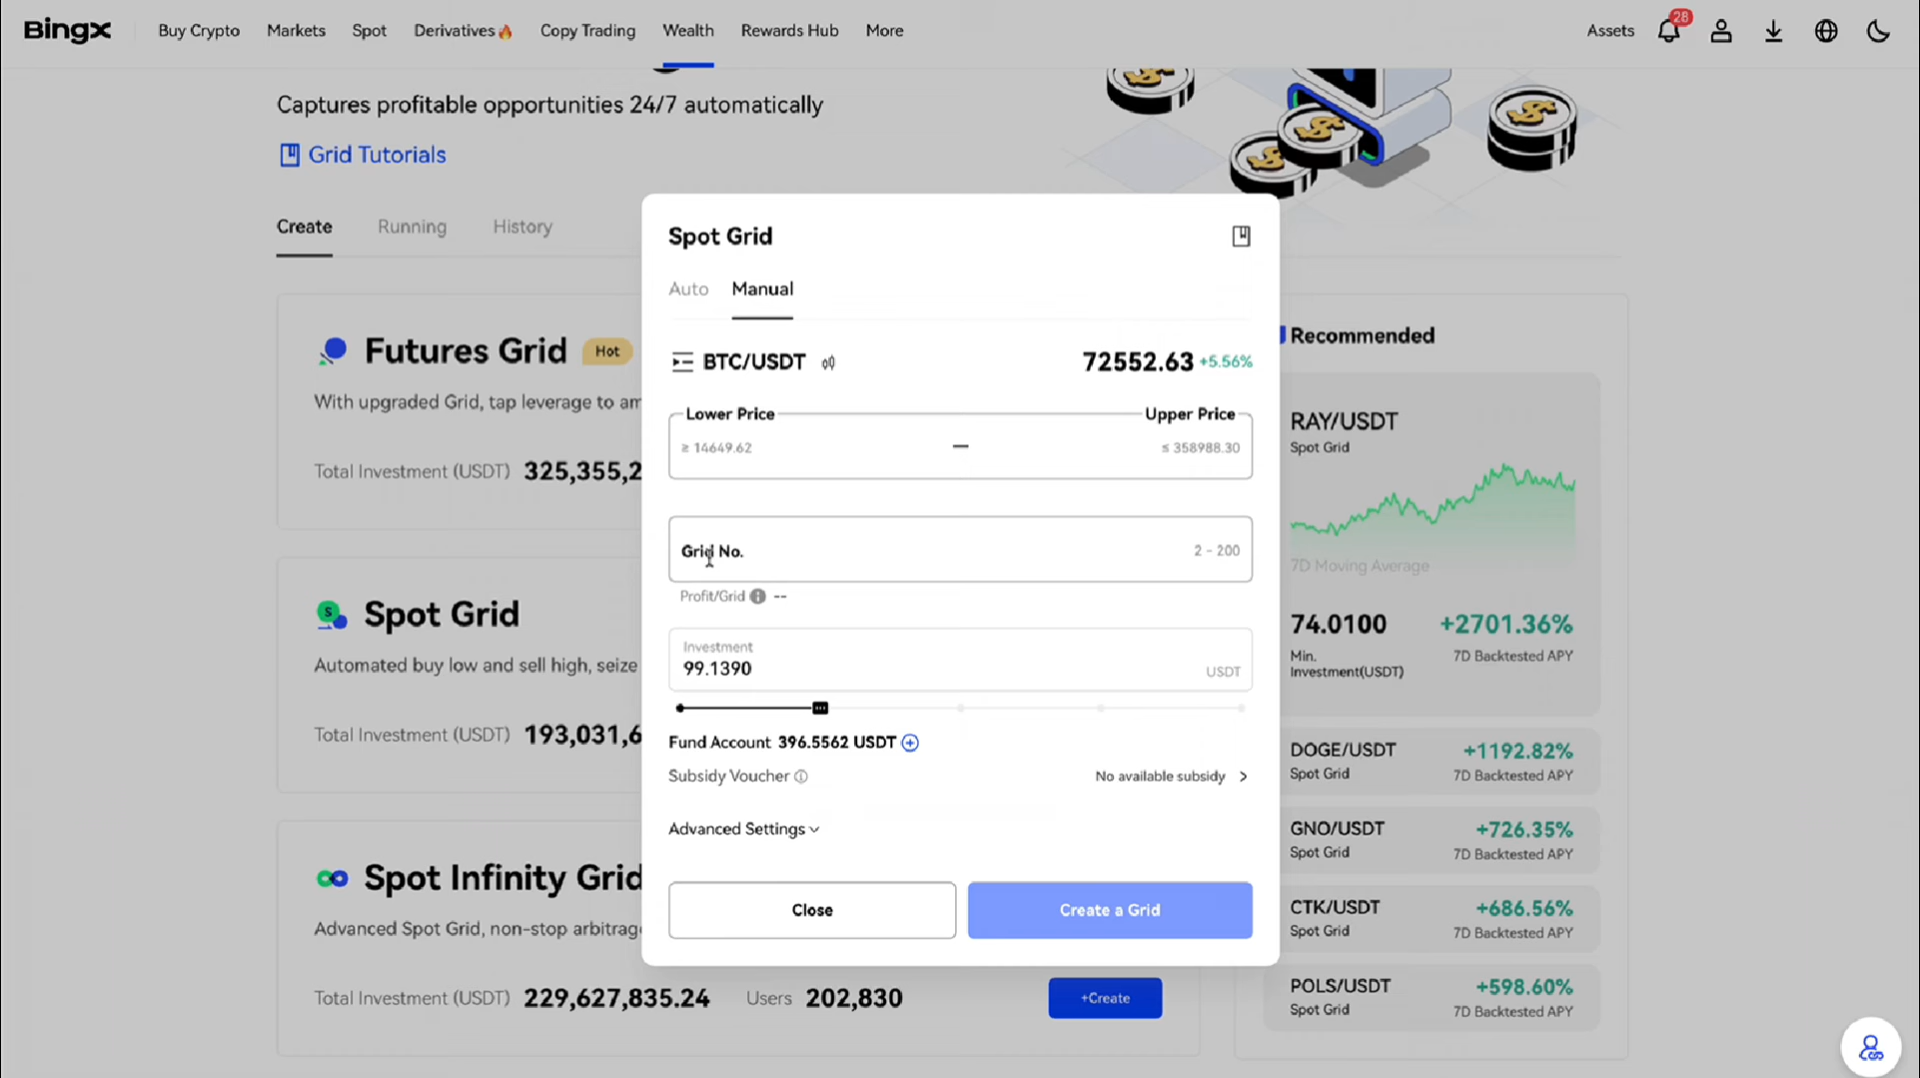 BingX
Buy Crypto
Markets
Spot
Derivatives
Copy Trading
Wealth
Rewards Hub
More
Assets
28
Captures profitable opportunities 24/7 automatically
Grid Tutorials
Create
Running
History
Futures Grid
Hot
With upgraded Grid, tap leverage to am
Total Investment (USDT) 325,355,2
Spot Grid
Automated buy low and sell high, seize
Total Investment (USDT) 193,031,6
Spot Infinity Grid
Advanced Spot Grid, non-stop arbitrag
Total Investment (USDT) 229,627,835.24 Users 202,830
+Create
Spot Grid
Auto
Manual
BTC/USDT
72552.63 +5.56%
Lower Price
Upper Price
≥ 14649.62
—
≤ 358988.30
Grid No.
2 - 200
Profit/Grid --
Investment
99.1390
USDT
Fund Account 396.5562 USDT
Subsidy Voucher
No available subsidy
Advanced Settings
Close
Create a Grid
Recommended
RAY/USDT
Spot Grid
7D Moving Average
74.0100
+2701.36%
Min.
Investment(USDT)
7D Backtested APY
DOGE/USDT
+1192.82%
Spot Grid
7D Backtested APY
GNO/USDT
+726.35%
Spot Grid
7D Backtested APY
CTK/USDT
+686.56%
Spot Grid
7D Backtested APY
POLS/USDT
+598.60%
Spot Grid
7D Backtested APY